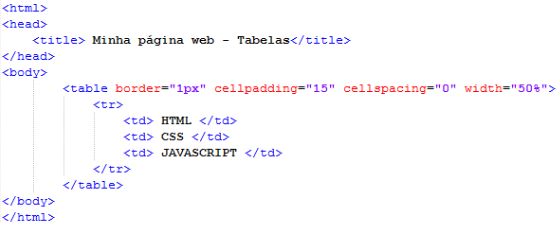 <html>
<head>
<title> Minha página web - Tabelas</title>
</head>
<body>
<table border="1px" cellpadding="15" cellspacing="0" width="50%">
<tr>
<td> HTML </td>
<td> CSS </td>
<td> JAVASCRIPT </td>
</tr>
</table>
</body>
</html>